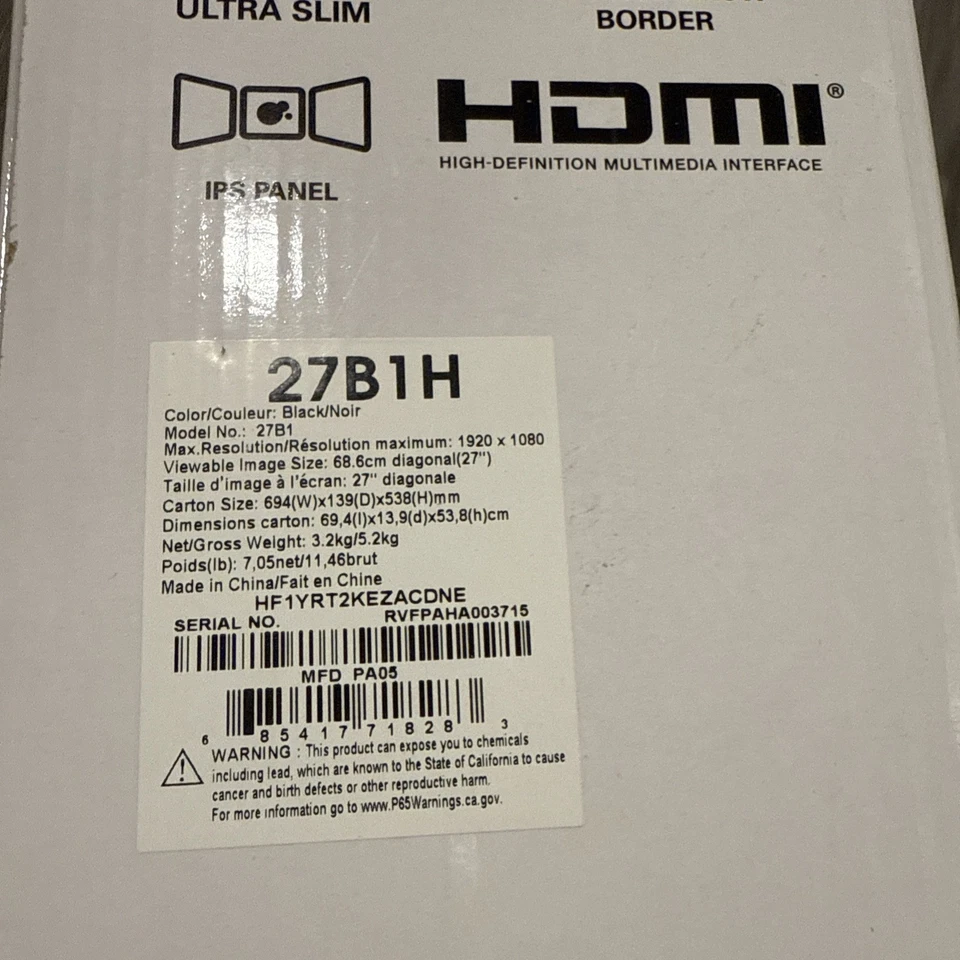 ULTRA SLIM
BORDER
HDMI®
HIGH-DEFINITION MULTIMEDIA INTERFACE
IPS PANEL
27B1H
Color/Couleur: Black/Noir
Model No.: 27B1
Max.Resolution/Résolution maximum: 1920 x 1080
Viewable Image Size: 68.6cm diagonal(27")
Taille d'image à l'écran: 27" diagonale
Carton Size: 694(W)x139(D)x538(H)mm
Dimensions carton: 69,4(l)x13,9(d)x53,8(h)cm
Net/Gross Weight: 3.2kg/5.2kg
Poids(lb): 7,05net/11,46brut
Made in China/Fait en Chine
HF1YRT2KEZACDNE
SERIAL NO. RVFPAHA003715
MFD PA05
6 85417 71828 3
WARNING : This product can expose you to chemicals
including lead, which are known to the State of California to cause
cancer and birth defects or other reproductive harm.
For more information go to www.P65Warnings.ca.gov.